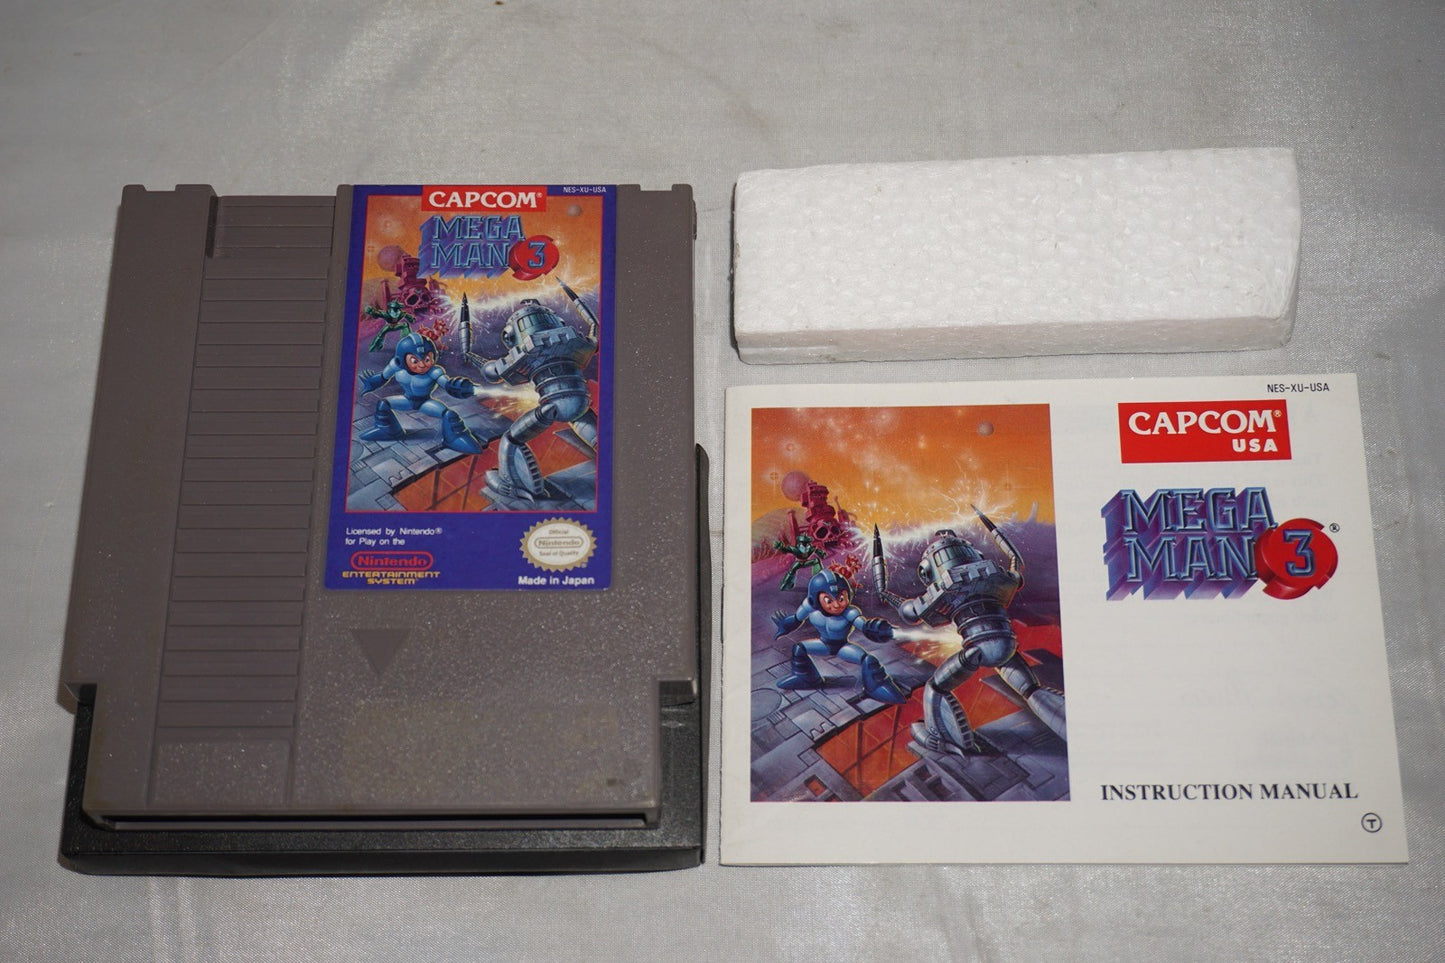 CAPCOM®
NES-XU-USA
MEGA
MAN 3
Licensed by Nintendo®
for Play on the
Nintendo
ENTERTAINMENT
SYSTEM
Official
Nintendo
Seal of Quality
Made in Japan
NES-XU-USA
CAPCOM®
USA
MEGA
MAN 3®
INSTRUCTION MANUAL
T